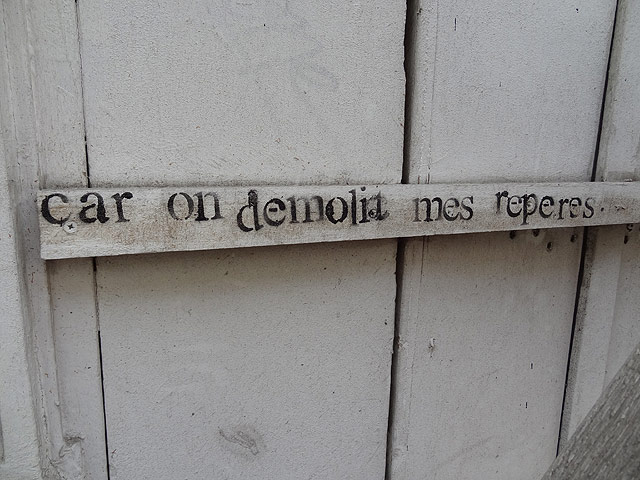 car on demolit mes reperes.